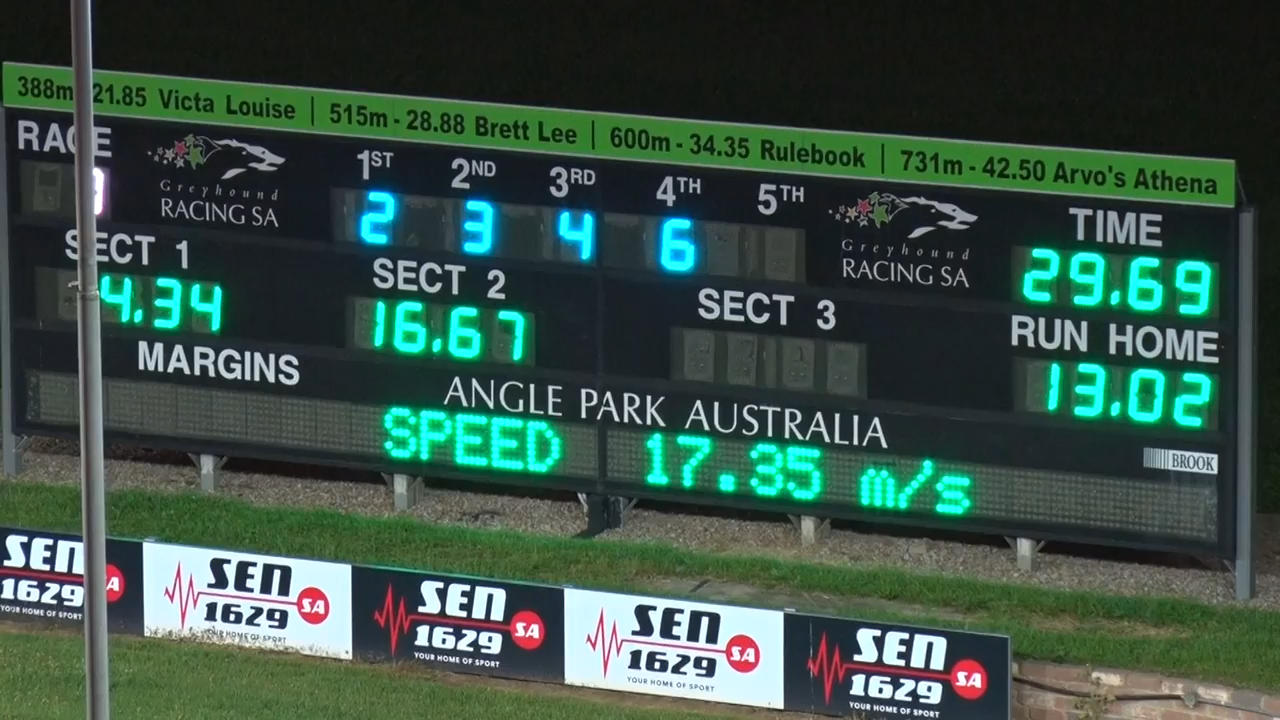 388m 21.85 Victa Louise | 515m - 28.88 Brett Lee | 600m - 34.35 Rulebook | 731m - 42.50 Arvo's Athena
RACE
Greyhound
RACING SA
1ST 2ND 3RD 4TH 5TH
2 3 4 6
Greyhound
RACING SA
TIME
29.69
SECT 1
4.34
SECT 2
16.67
SECT 3
RUN HOME
13.02
MARGINS
ANGLE PARK AUSTRALIA
SPEED 17.35 m/s
BROOK
SEN
1629
SA
YOUR HOME OF SPORT
SEN
1629
SA
YOUR HOME OF SPORT
SEN
1629
SA
YOUR HOME OF SPORT
SEN
1629
SA
YOUR HOME OF SPORT
SEN
1629
SA
YOUR HOME OF SPORT